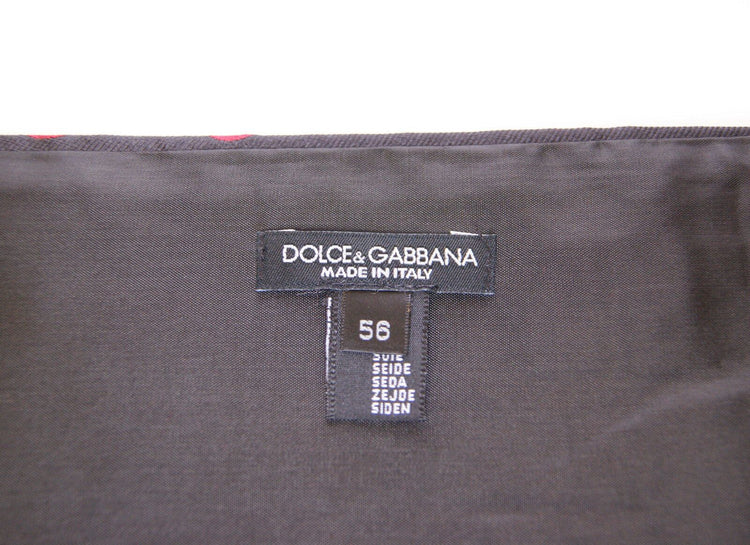 DOLCE & GABBANA
MADE IN ITALY
56
SOIE
SEIDE
SEDA
ZEJDE
SIDEN